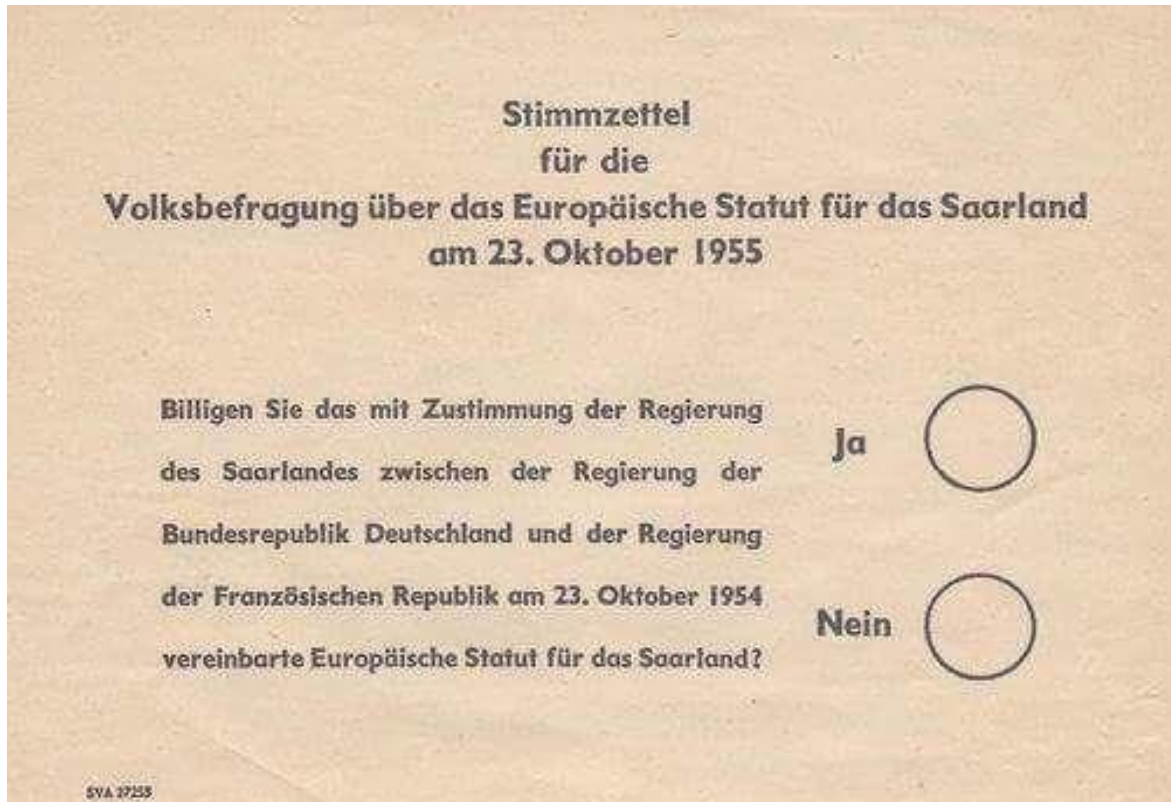 Stimmzettel
für die
Volksbefragung über das Europäische Statut für das Saarland
am 23. Oktober 1955
Billigen Sie das mit Zustimmung der Regierung
des Saarlandes zwischen der Regierung der
Bundesrepublik Deutschland und der Regierung
der Französischen Republik am 23. Oktober 1954
vereinbarte Europäische Statut für das Saarland?
Ja
Nein
SVA